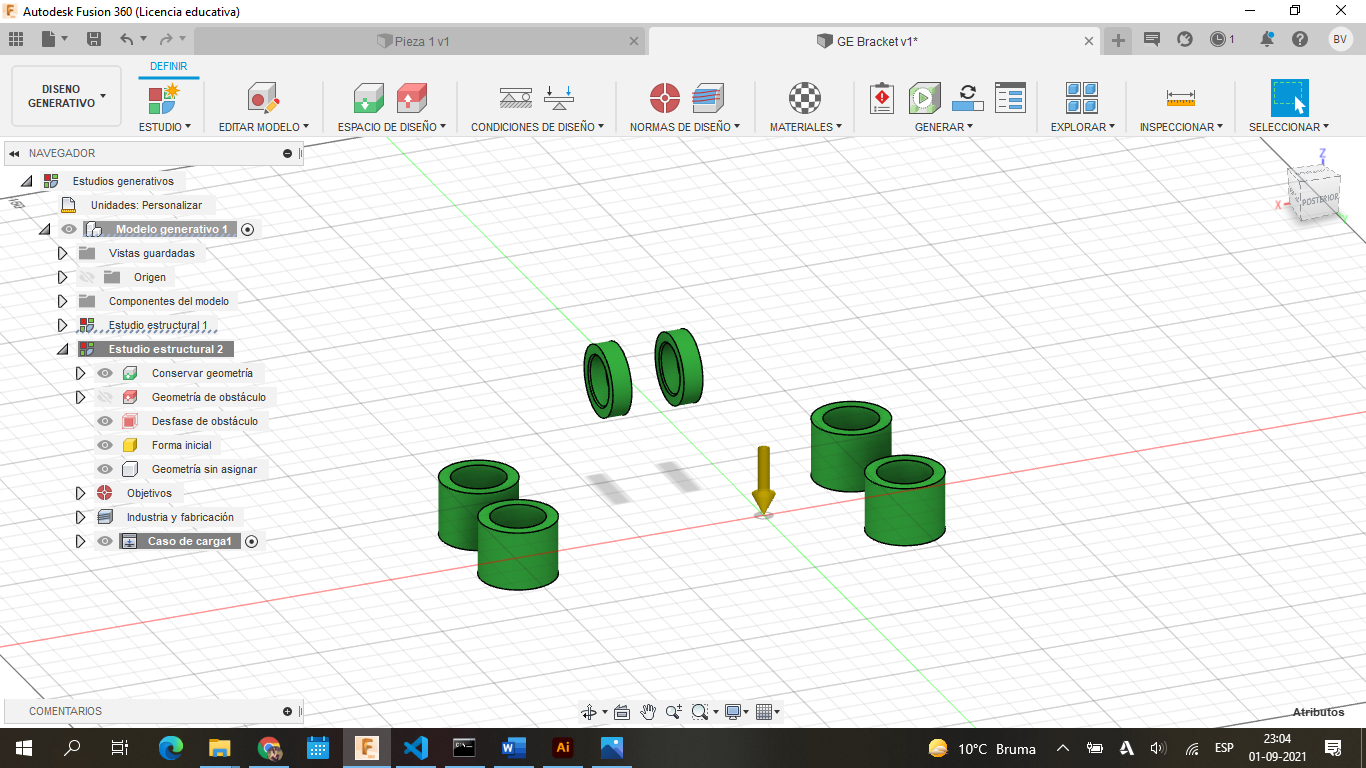 Autodesk Fusion 360 (Licencia educativa)
Pieza 1 v1
GE Bracket v1*
1
BV
DISEÑO
GENERATIVO
DEFINIR
ESTUDIO
EDITAR MODELO
ESPACIO DE DISEÑO
CONDICIONES DE DISEÑO
NORMAS DE DISEÑO
MATERIALES
GENERAR
EXPLORAR
INSPECCIONAR
SELECCIONAR
NAVEGADOR
Estudios generativos
Unidades: Personalizar
Modelo generativo 1
Vistas guardadas
Origen
Componentes del modelo
Estudio estructural 1
Estudio estructural 2
Conservar geometría
Geometría de obstáculo
Desfase de obstáculo
Forma inicial
Geometría sin asignar
Objetivos
Industria y fabricación
Caso de carga1
Z
X
Y
POSTERIOR
COMENTARIOS
Atributos
10°C Bruma
ESP
23:04
01-09-2021